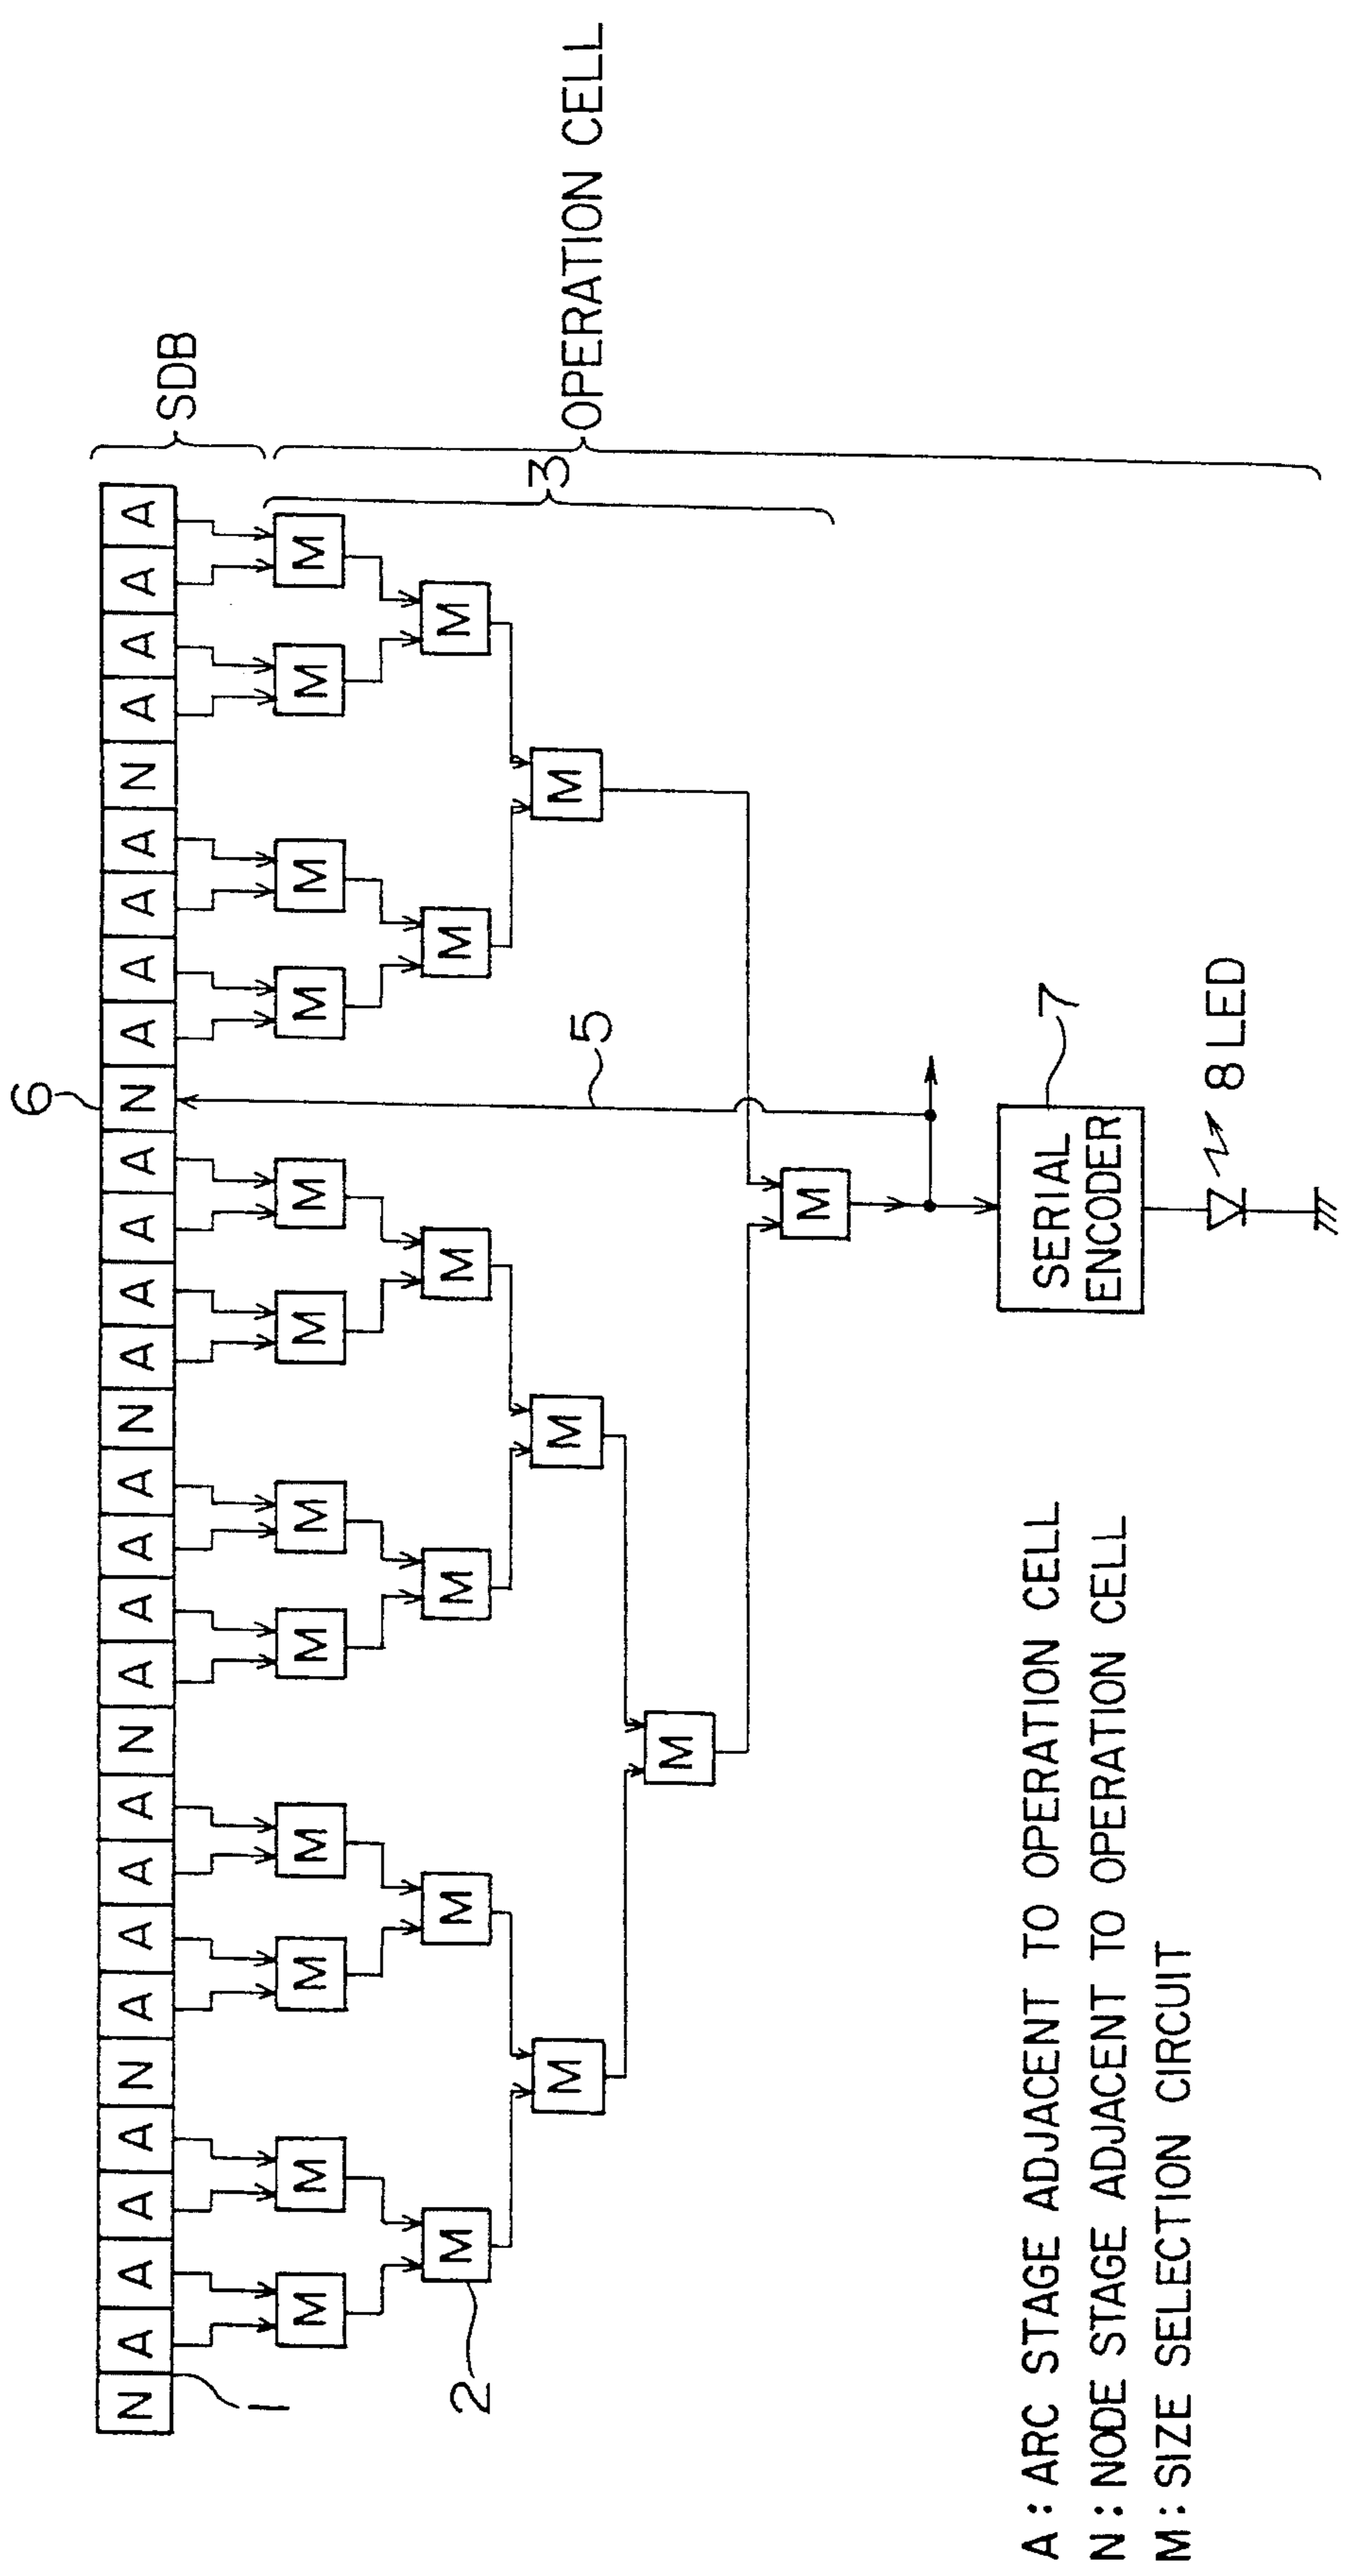 6
N A A A A N A A A A N A A A A N A A A A N A A A A N A A A A
SDB
1
M M M M M M M M M M M M
M M M M M M
2
3
M M M
OPERATION CELL
5
M
M
SERIAL
ENCODER
7
8 LED
A : ARC STAGE ADJACENT TO OPERATION CELL
N : NODE STAGE ADJACENT TO OPERATION CELL
M : SIZE SELECTION CIRCUIT